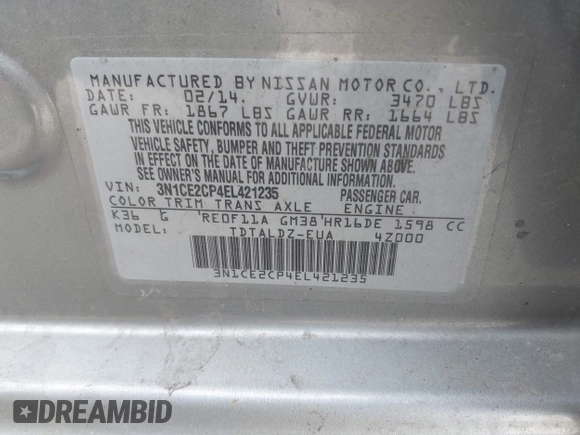 MANUFACTURED BY NISSAN MOTOR CO., LTD.
DATE: 02/14. GVWR: 3470 LBS
GAWR FR: 1867 LBS GAWR RR: 1664 LBS
THIS VEHICLE CONFORMS TO ALL APPLICABLE FEDERAL MOTOR
VEHICLE SAFETY, BUMPER AND THEFT PREVENTION STANDARDS
IN EFFECT ON THE DATE OF MANUFACTURE SHOWN ABOVE.
SEE OWNER'S MANUAL FOR FURTHER INFORMATION.
VIN: 3N1CE2CP4EL421235 PASSENGER CAR.
COLOR TRIM TRANS AXLE ENGINE
K36 G RE0F11A GM38 HR16DE 1598 CC
MODEL: TDTALDZ-EUA 4Z000
3N1CE2CP4EL421235
DREAMBID